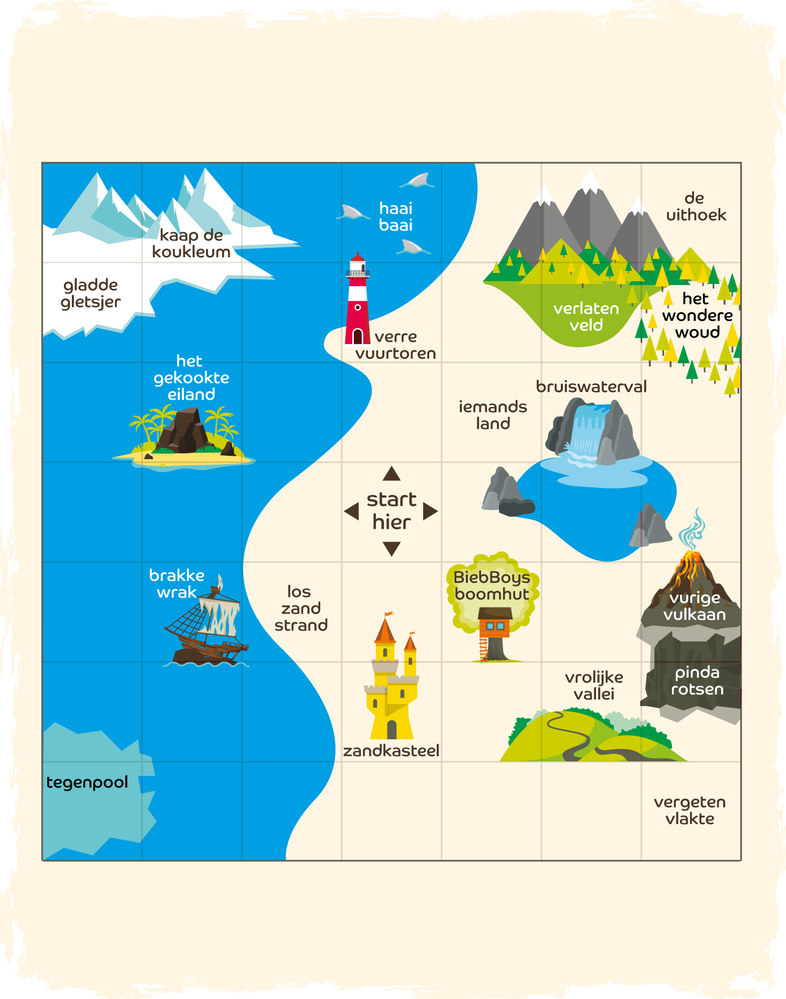 haai
baai
de
uithoek
kaap de
koukleum
gladde
gletsjer
het
wondere
woud
verlaten
veld
verre
vuurtoren
het
gekookte
eiland
bruiswaterval
iemands
land
start
hier
brakke
wrak
los
zand
strand
BiebBoys
boomhut
vurige
vulkaan
pinda
rotsen
vrolijke
vallei
zandkasteel
tegenpool
vergeten
vlakte